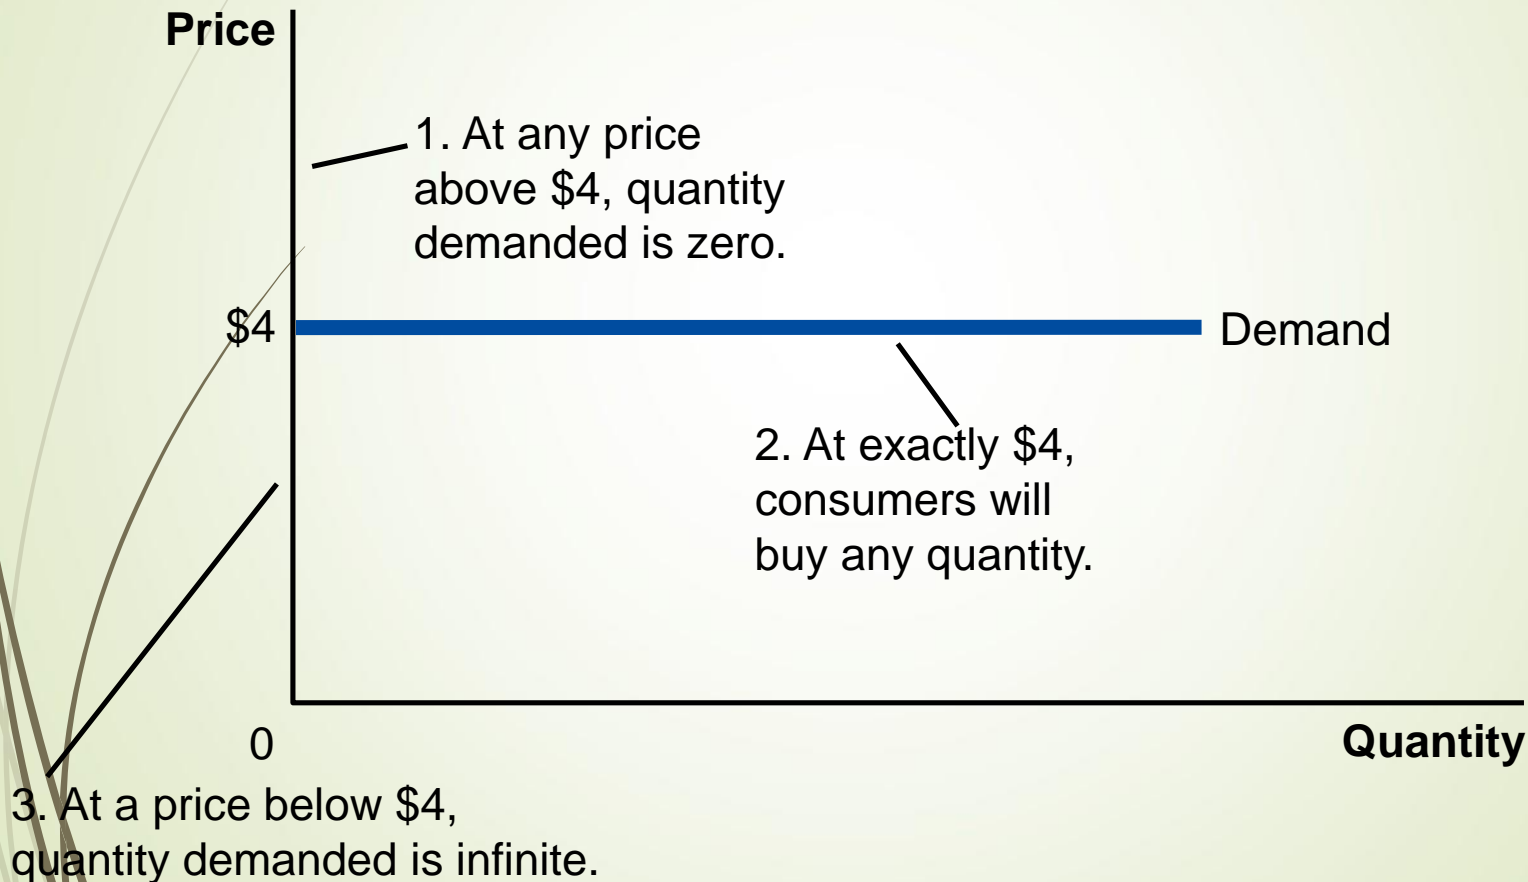 Price
1. At any price
above $4, quantity
demanded is zero.
$4
Demand
2. At exactly $4,
consumers will
buy any quantity.
0
Quantity
3. At a price below $4,
quantity demanded is infinite.